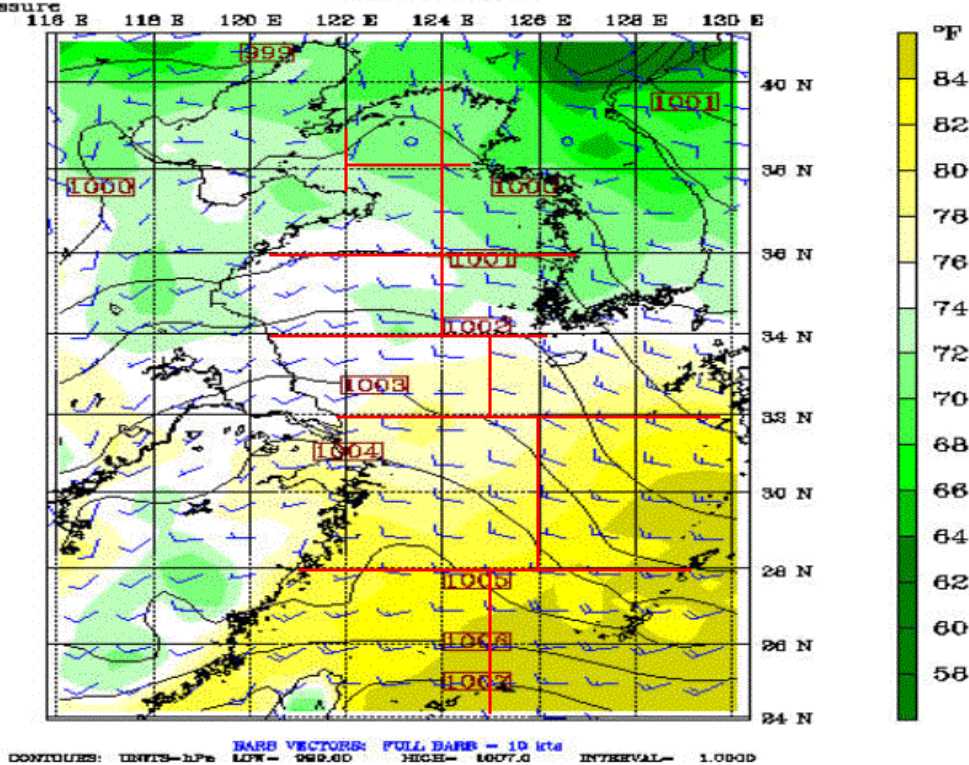 ssure
116 E 118 E 120 E 122 E 124 E 126 E 128 E 130 E
°F
999
40 N
84
1001
82
38 N
1000
1000
80
78
36 N
1001
76
74
1002
34 N
72
1003
70
32 N
68
1004
66
30 N
64
28 N
1005
62
60
1006
26 N
58
1007
24 N
BARB VECTORS: FULL BARB = 10 kts
CONTOURS: UNITS=hPa LOW= 999.00 HIGH= 1007.0 INTERVAL= 1.0000